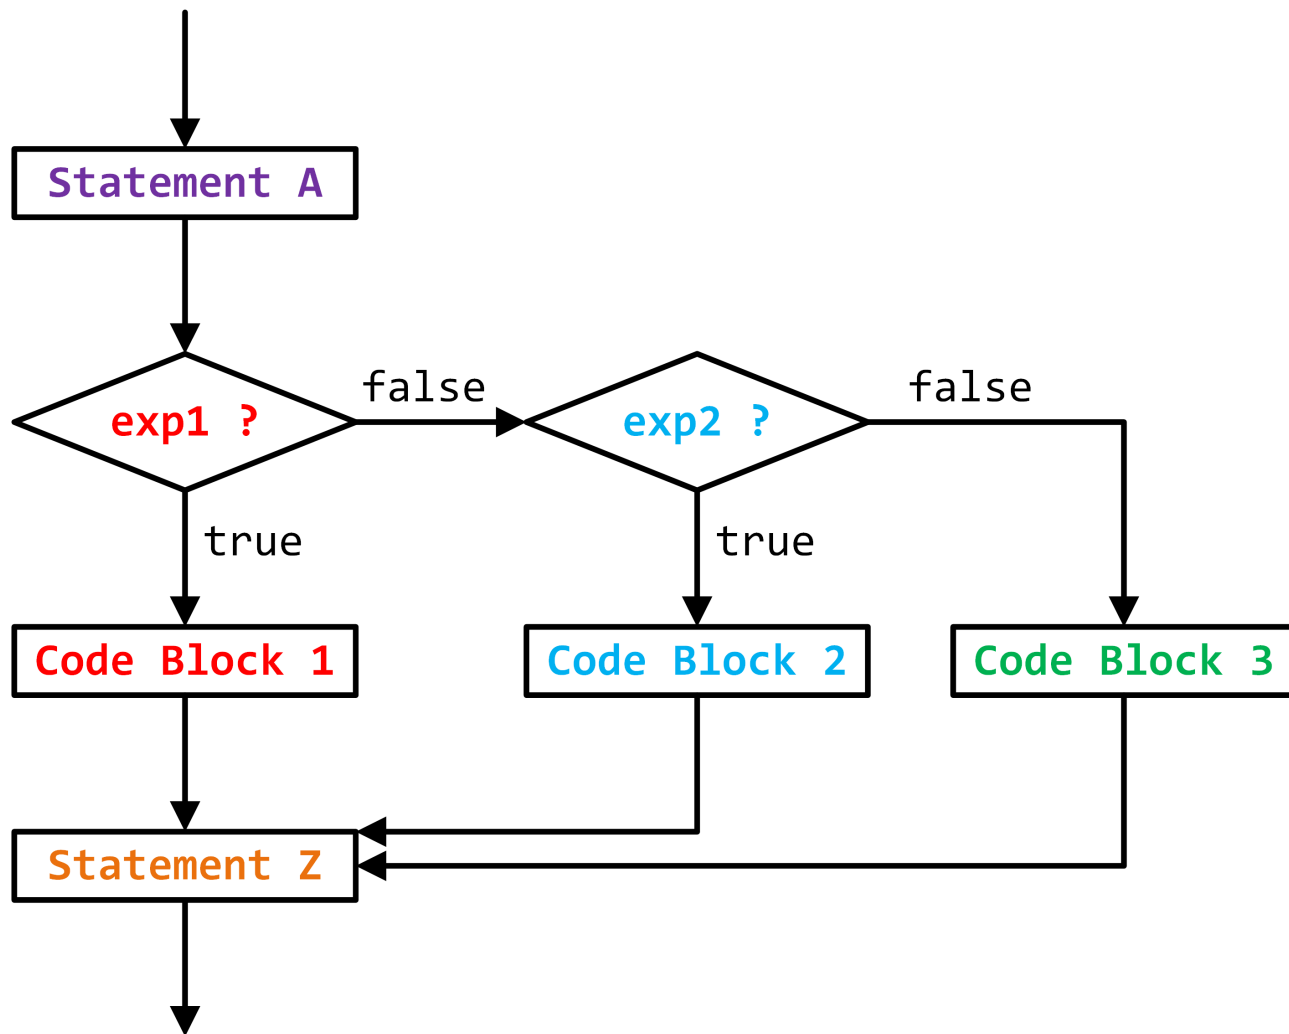 Statement A
exp1 ?
false
exp2 ?
false
true
true
Code Block 1
Code Block 2
Code Block 3
Statement Z